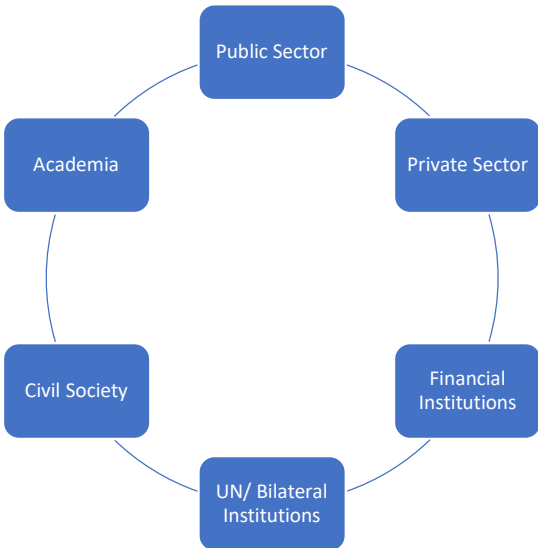 Public Sector
Private Sector
Financial
Institutions
UN/ Bilateral
Institutions
Civil Society
Academia